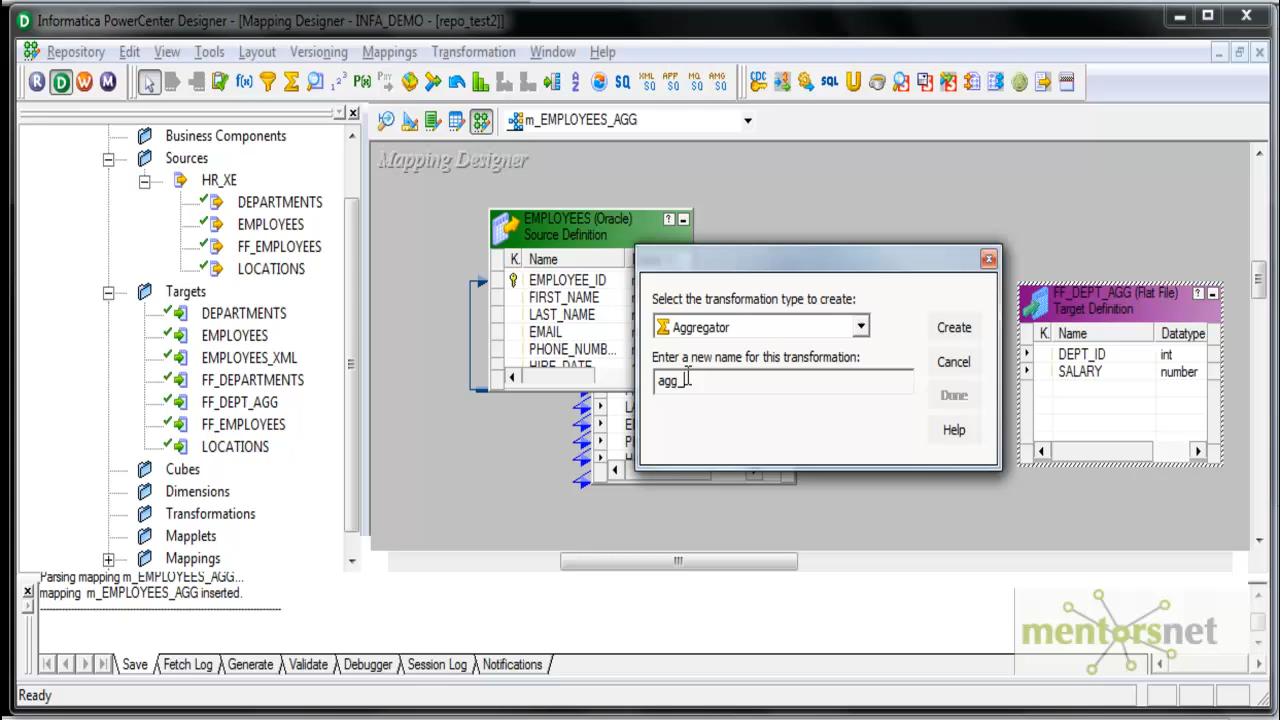 Informatica PowerCenter Designer - [Mapping Designer - INFA_DEMO - [repo_test2]]
Repository Edit View Tools Layout Versioning Mappings Transformation Window Help
m_EMPLOYEES_AGG
Mapping Designer
Business Components
Sources
HR_XE
DEPARTMENTS
EMPLOYEES
FF_EMPLOYEES
LOCATIONS
Targets
DEPARTMENTS
EMPLOYEES
EMPLOYEES_XML
FF_DEPARTMENTS
FF_DEPT_AGG
FF_EMPLOYEES
LOCATIONS
Cubes
Dimensions
Transformations
Mapplets
Mappings
EMPLOYEES (Oracle)
Source Definition
K. Name
EMPLOYEE_ID
FIRST_NAME
LAST_NAME
EMAIL
PHONE_NUMB...
HIRE_DATE
Select the transformation type to create:
Aggregator
Enter a new name for this transformation:
agg_
Create
Cancel
Done
Help
FF_DEPT_AGG (Flat File)
Target Definition
K. Name Datatype
DEPT_ID int
SALARY number
Parsing mapping m_EMPLOYEES_AGG...
mapping m_EMPLOYEES_AGG inserted.
mentorsnet
Save Fetch Log Generate Validate Debugger Session Log Notifications
Ready